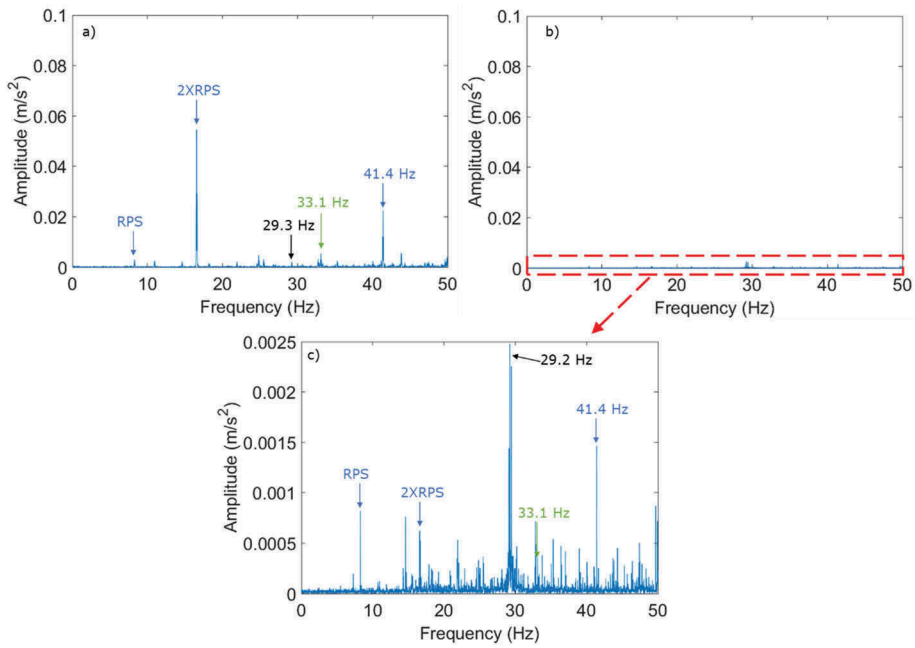 a)
0.1
0.08
0.06
0.04
0.02
0
Amplitude (m/s²)
RPS
2XRPS
29.3 Hz
33.1 Hz
41.4 Hz
0 10 20 30 40 50
Frequency (Hz)
b)
0.1
0.08
0.06
0.04
0.02
0
Amplitude (m/s²)
0 10 20 30 40 50
Frequency (Hz)
c)
0.0025
0.002
0.0015
0.001
0.0005
0
Amplitude (m/s²)
RPS
2XRPS
29.2 Hz
33.1 Hz
41.4 Hz
0 10 20 30 40 50
Frequency (Hz)